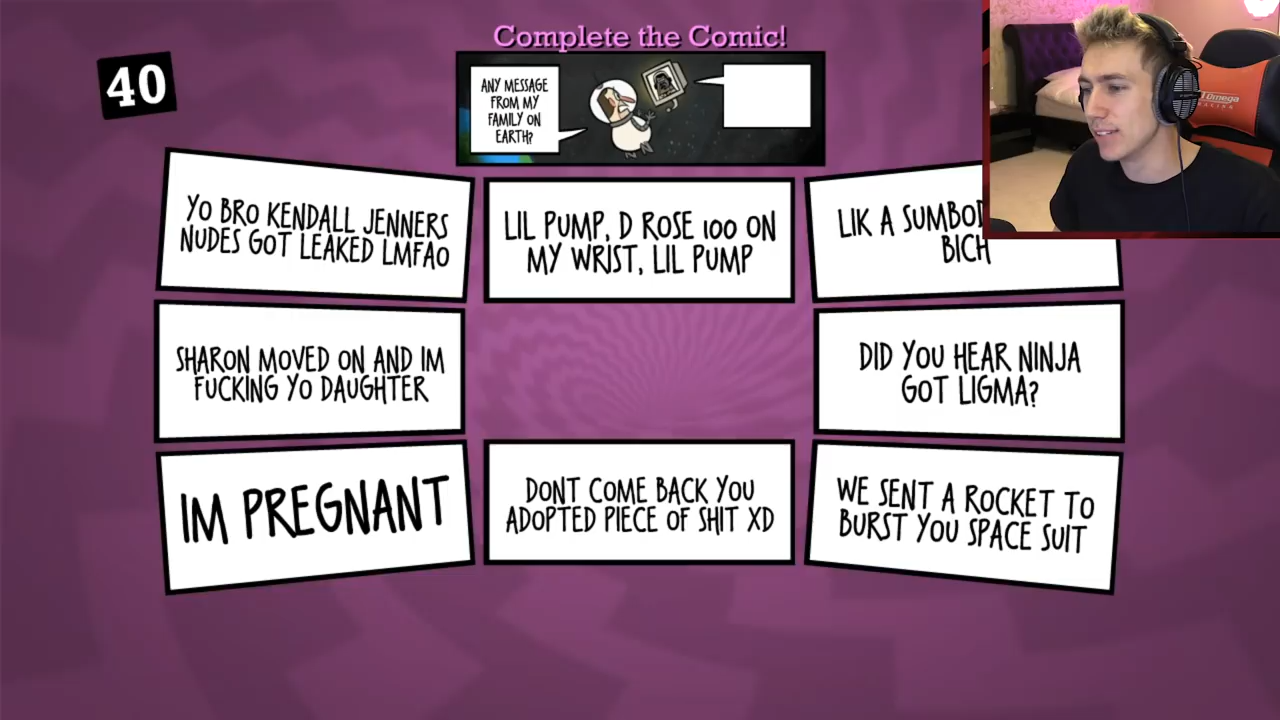 Complete the Comic!
40
ANY MESSAGE
FROM MY
FAMILY ON
EARTH?
YO BRO KENDALL JENNERS
NUDES GOT LEAKED LMFAO
LIL PUMP, D ROSE 100 ON
MY WRIST, LIL PUMP
LIK A SUMBOD
BICH
SHARON MOVED ON AND IM
FUCKING YO DAUGHTER
DID YOU HEAR NINJA
GOT LIGMA?
IM PREGNANT
DONT COME BACK YOU
ADOPTED PIECE OF SHIT XD
WE SENT A ROCKET TO
BURST YOU SPACE SUIT